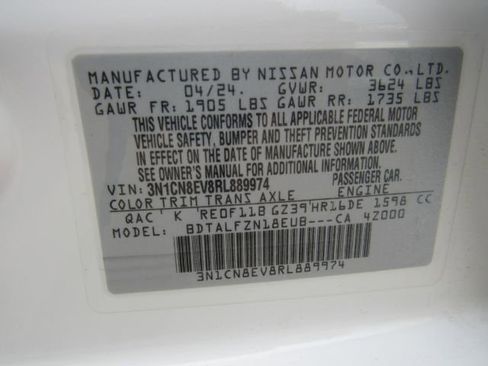 MANUFACTURED BY NISSAN MOTOR CO., LTD.
DATE: 04/24. GVWR: 3624 LBS
GAWR FR: 1905 LBS GAWR RR: 1735 LBS
THIS VEHICLE CONFORMS TO ALL APPLICABLE FEDERAL MOTOR
VEHICLE SAFETY, BUMPER AND THEFT PREVENTION STANDARDS
IN EFFECT ON THE DATE OF MANUFACTURE SHOWN ABOVE.
SEE OWNER'S MANUAL FOR ADDITIONAL INFORMATION
VIN: 3N1CN8EV8RL889974 PASSENGER CAR.
COLOR TRIM TRANS AXLE ENGINE
QAC' K 'RE0F11B GZ39'HR16DE 1598 CC
MODEL: BDTALFZN18EUB---CA 4Z000
3N1CN8EV8RL889974